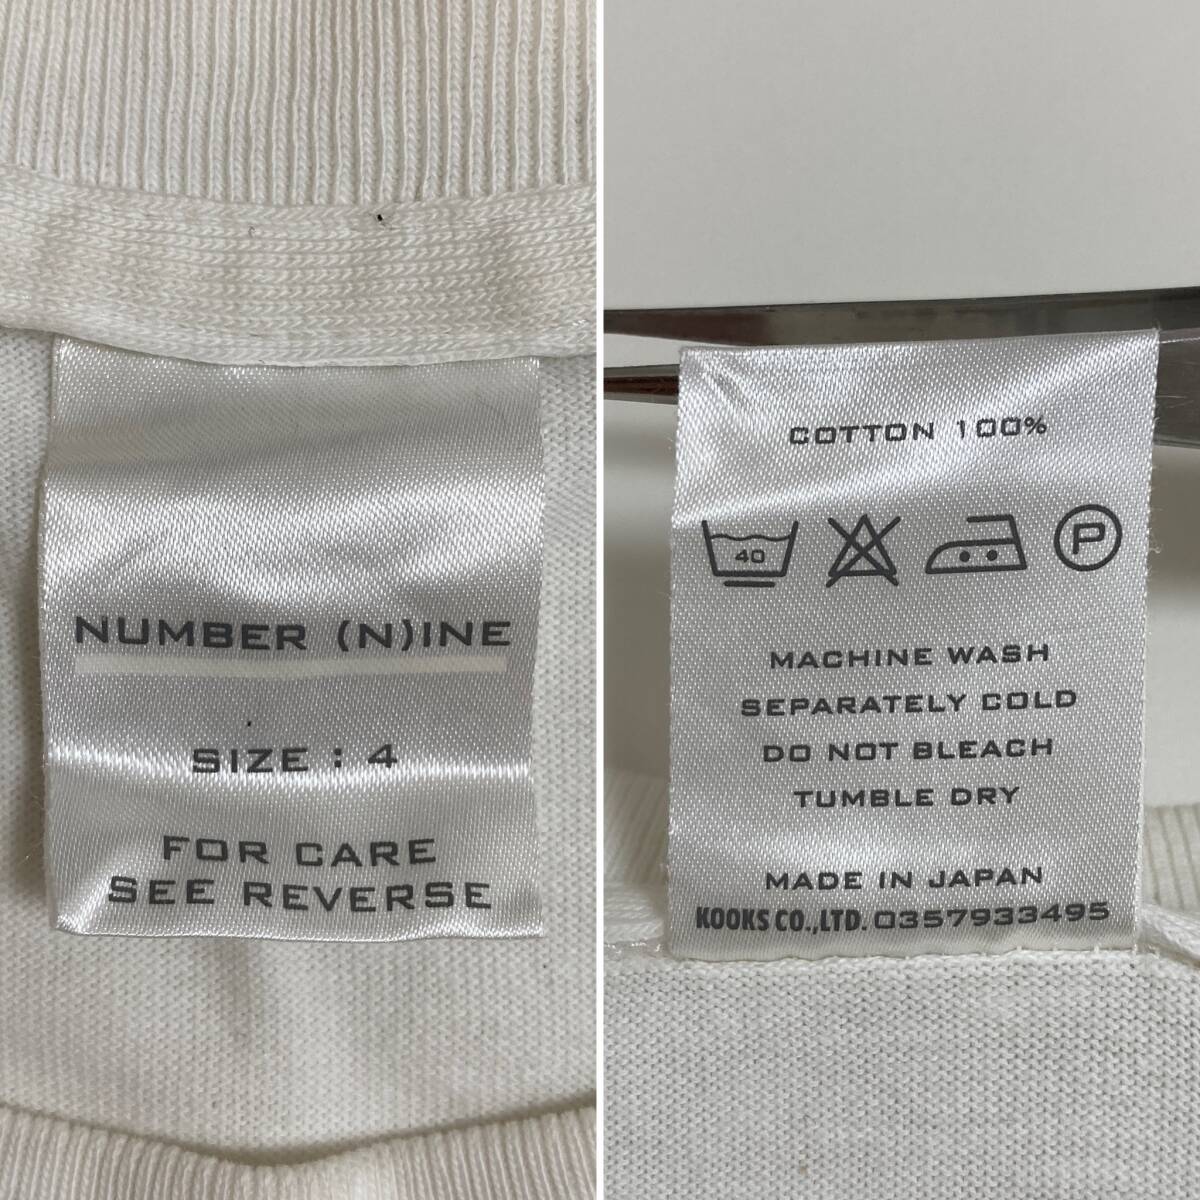 NUMBER (N)INE
SIZE : 4
FOR CARE
SEE REVERSE
COTTON 100%
40
P
MACHINE WASH
SEPARATELY COLD
DO NOT BLEACH
TUMBLE DRY
MADE IN JAPAN
KOOKS CO.,LTD. 0357933495